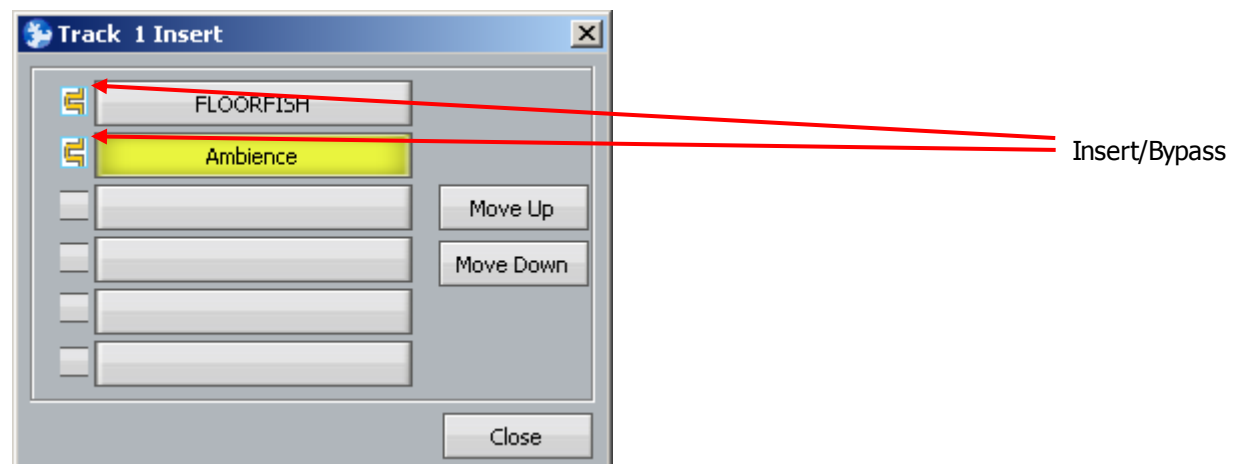 Track 1 Insert
FLOORFISH
Ambience
Insert/Bypass
Move Up
Move Down
Close